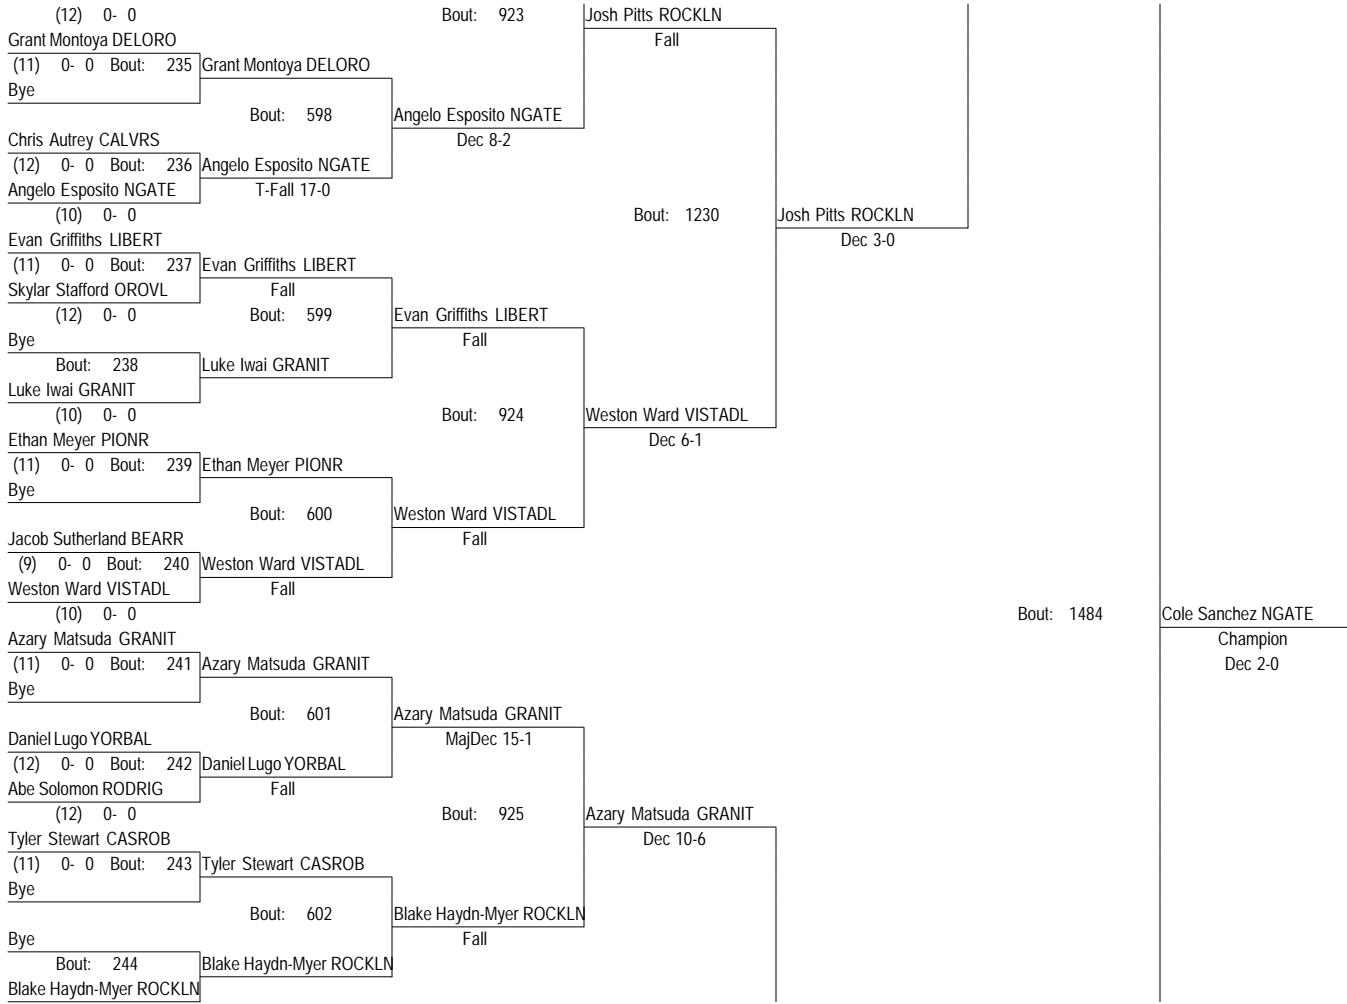 (12) 0- 0 Bout: 923 Josh Pitts ROCKLN
Grant Montoya DELORO Fall
(11) 0- 0 Bout: 235 Grant Montoya DELORO
Bye
Bout: 598 Angelo Esposito NGATE
Chris Autrey CALVRS Dec 8-2
(12) 0- 0 Bout: 236 Angelo Esposito NGATE
Angelo Esposito NGATE T-Fall 17-0
(10) 0- 0 Bout: 1230 Josh Pitts ROCKLN
Evan Griffiths LIBERT Dec 3-0
(11) 0- 0 Bout: 237 Evan Griffiths LIBERT
Skylar Stafford OROVL Fall
(12) 0- 0 Bout: 599 Evan Griffiths LIBERT
Bye Fall
Bout: 238 Luke Iwai GRANIT
Luke Iwai GRANIT
(10) 0- 0 Bout: 924 Weston Ward VISTADL
Ethan Meyer PIONR Dec 6-1
(11) 0- 0 Bout: 239 Ethan Meyer PIONR
Bye
Bout: 600 Weston Ward VISTADL
Jacob Sutherland BEARR Fall
(9) 0- 0 Bout: 240 Weston Ward VISTADL
Weston Ward VISTADL Fall
(10) 0- 0 Bout: 1484 Cole Sanchez NGATE
Azary Matsuda GRANIT Champion
(11) 0- 0 Bout: 241 Azary Matsuda GRANIT Dec 2-0
Bye
Bout: 601 Azary Matsuda GRANIT
Daniel Lugo YORBAL MajDec 15-1
(12) 0- 0 Bout: 242 Daniel Lugo YORBAL
Abe Solomon RODRIG Fall
(12) 0- 0 Bout: 925 Azary Matsuda GRANIT
Tyler Stewart CASROB Dec 10-6
(11) 0- 0 Bout: 243 Tyler Stewart CASROB
Bye
Bout: 602 Blake Haydn-Myer ROCKLN
Bye Fall
Bout: 244 Blake Haydn-Myer ROCKLN
Blake Haydn-Myer ROCKLN